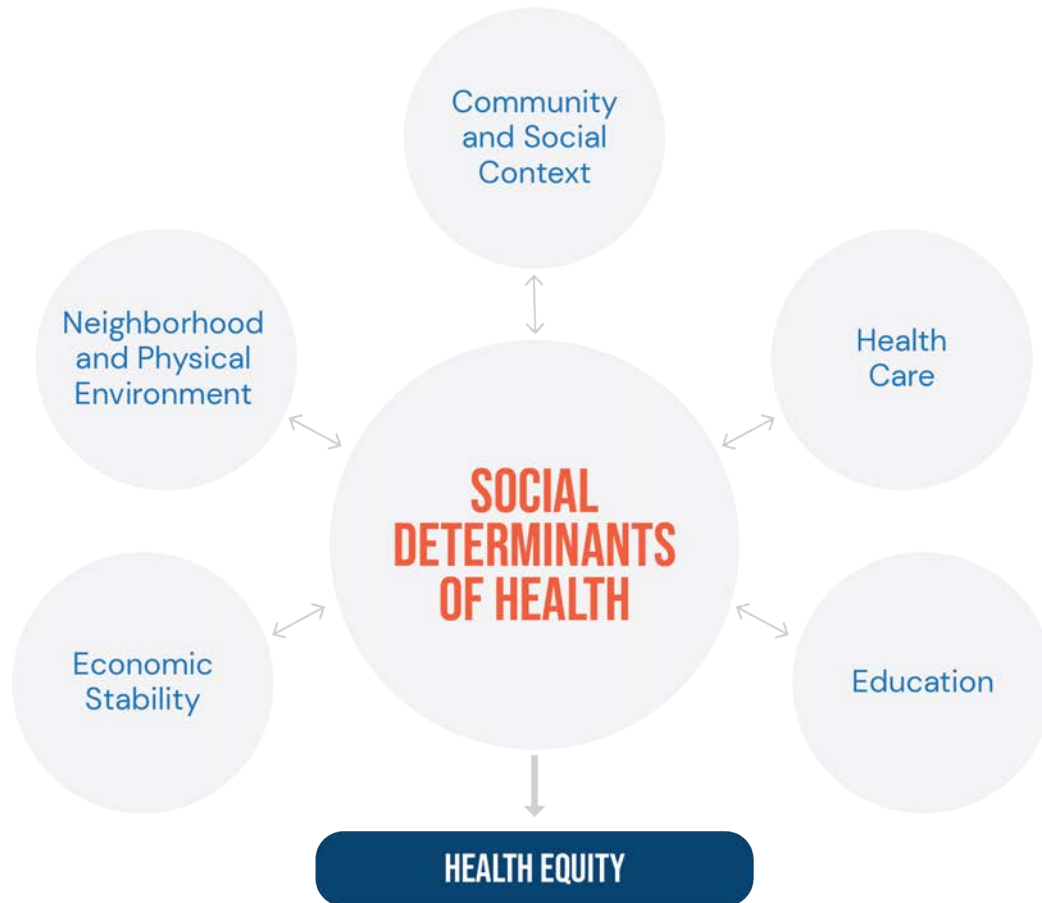 Community
and Social
Context
Neighborhood
and Physical
Environment
Health
Care
SOCIAL
DETERMINANTS
OF HEALTH
Economic
Stability
Education
HEALTH EQUITY